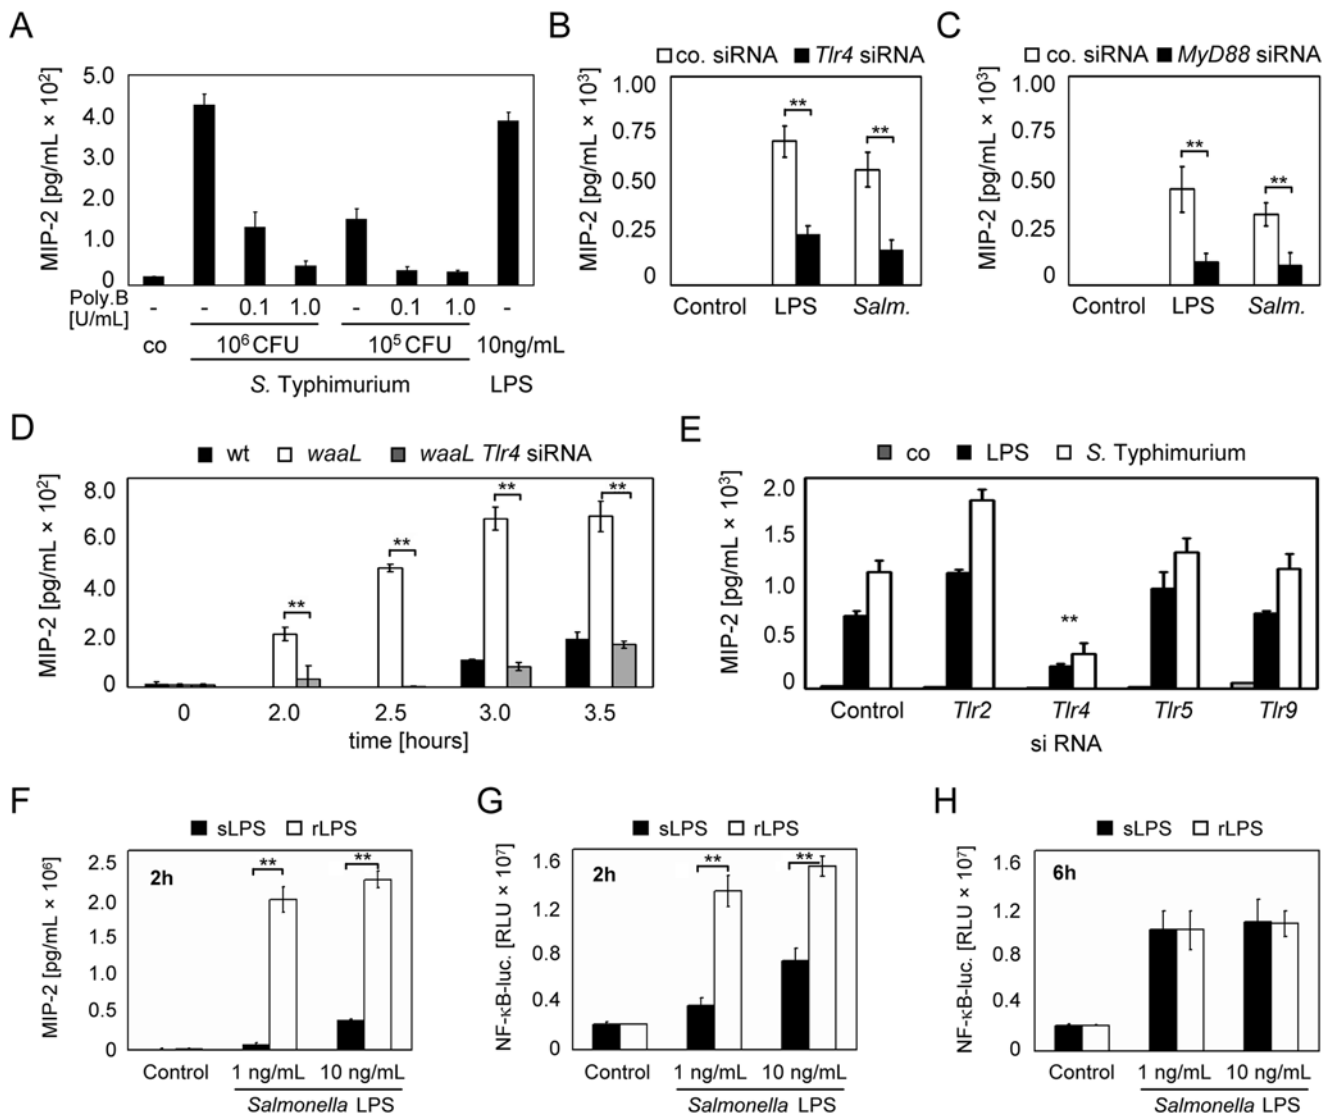 A
MIP-2 [pg/mL × 10²]
5.0
4.0
3.0
2.0
1.0
0
Poly.B - - 0.1 1.0 - 0.1 1.0 -
[U/mL]
co 10⁶ CFU 10⁵ CFU 10ng/mL
S. Typhimurium LPS
B
co. siRNA Tlr4 siRNA
MIP-2 [pg/mL × 10³]
1.00
0.75
0.50
0.25
0
** **
Control LPS Salm.
C
co. siRNA MyD88 siRNA
MIP-2 [pg/mL × 10³]
1.00
0.75
0.50
0.25
0
** **
Control LPS Salm.
D
wt waaL waaL Tlr4 siRNA
MIP-2 [pg/mL × 10²]
8.0
6.0
4.0
2.0
0
** ** ** **
0 2.0 2.5 3.0 3.5
time [hours]
E
co LPS S. Typhimurium
MIP-2 [pg/mL × 10³]
2.0
1.5
1.0
0.5
0
**
Control Tlr2 Tlr4 Tlr5 Tlr9
si RNA
F
sLPS rLPS
MIP-2 [pg/mL × 10⁶]
2.5
2.0
1.5
1.0
0.5
0
2h
** **
Control 1 ng/mL 10 ng/mL
Salmonella LPS
G
sLPS rLPS
NF-κB-luc. [RLU × 10⁷]
1.6
1.2
0.8
0.4
0
2h
** **
Control 1 ng/mL 10 ng/mL
Salmonella LPS
H
sLPS rLPS
NF-κB-luc. [RLU × 10⁷]
1.6
1.2
0.8
0.4
0
6h
Control 1 ng/mL 10 ng/mL
Salmonella LPS